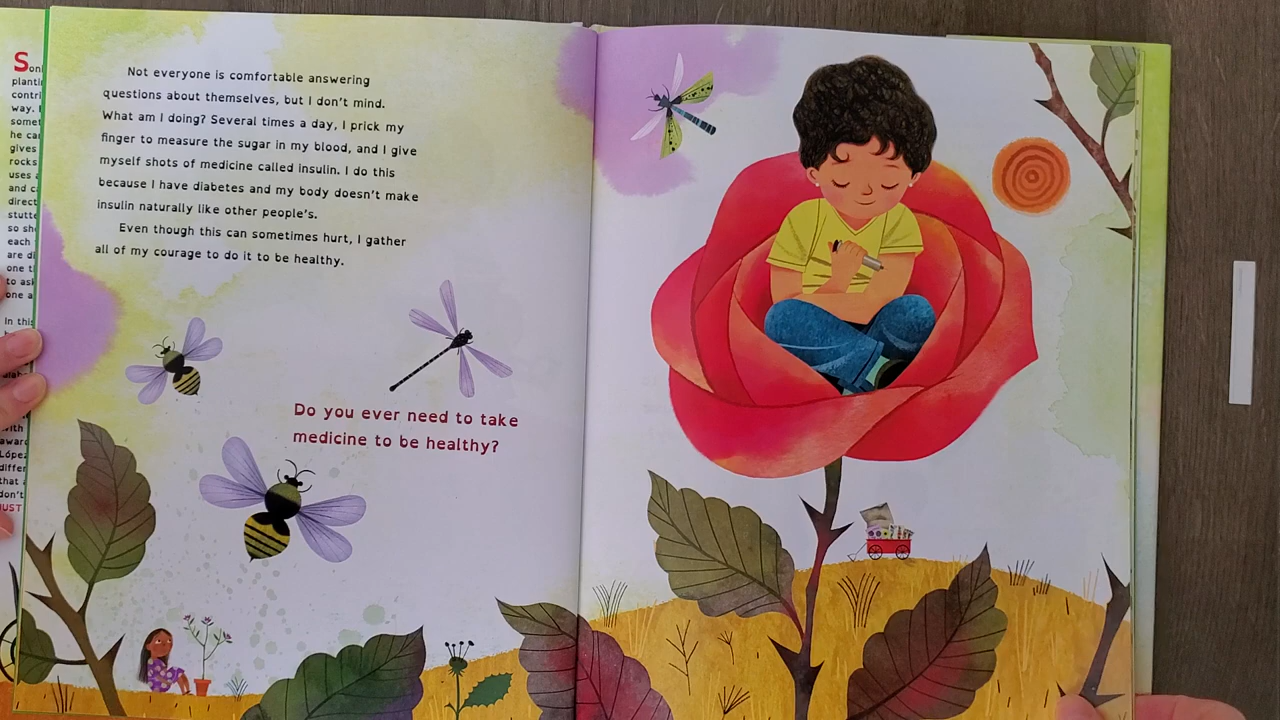 Not everyone is comfortable answering
questions about themselves, but I don't mind.
What am I doing? Several times a day, I prick my
finger to measure the sugar in my blood, and I give
myself shots of medicine called insulin. I do this
because I have diabetes and my body doesn't make
insulin naturally like other people's.
Even though this can sometimes hurt, I gather
all of my courage to do it to be healthy.
Do you ever need to take
medicine to be healthy?